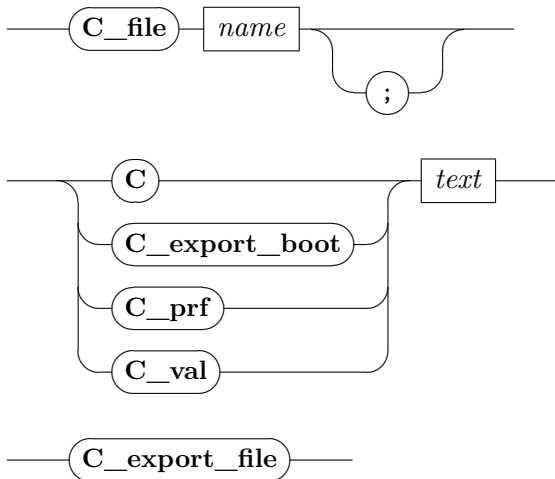 C_file name
;
C text
C_export_boot
C_prf
C_val
C_export_file